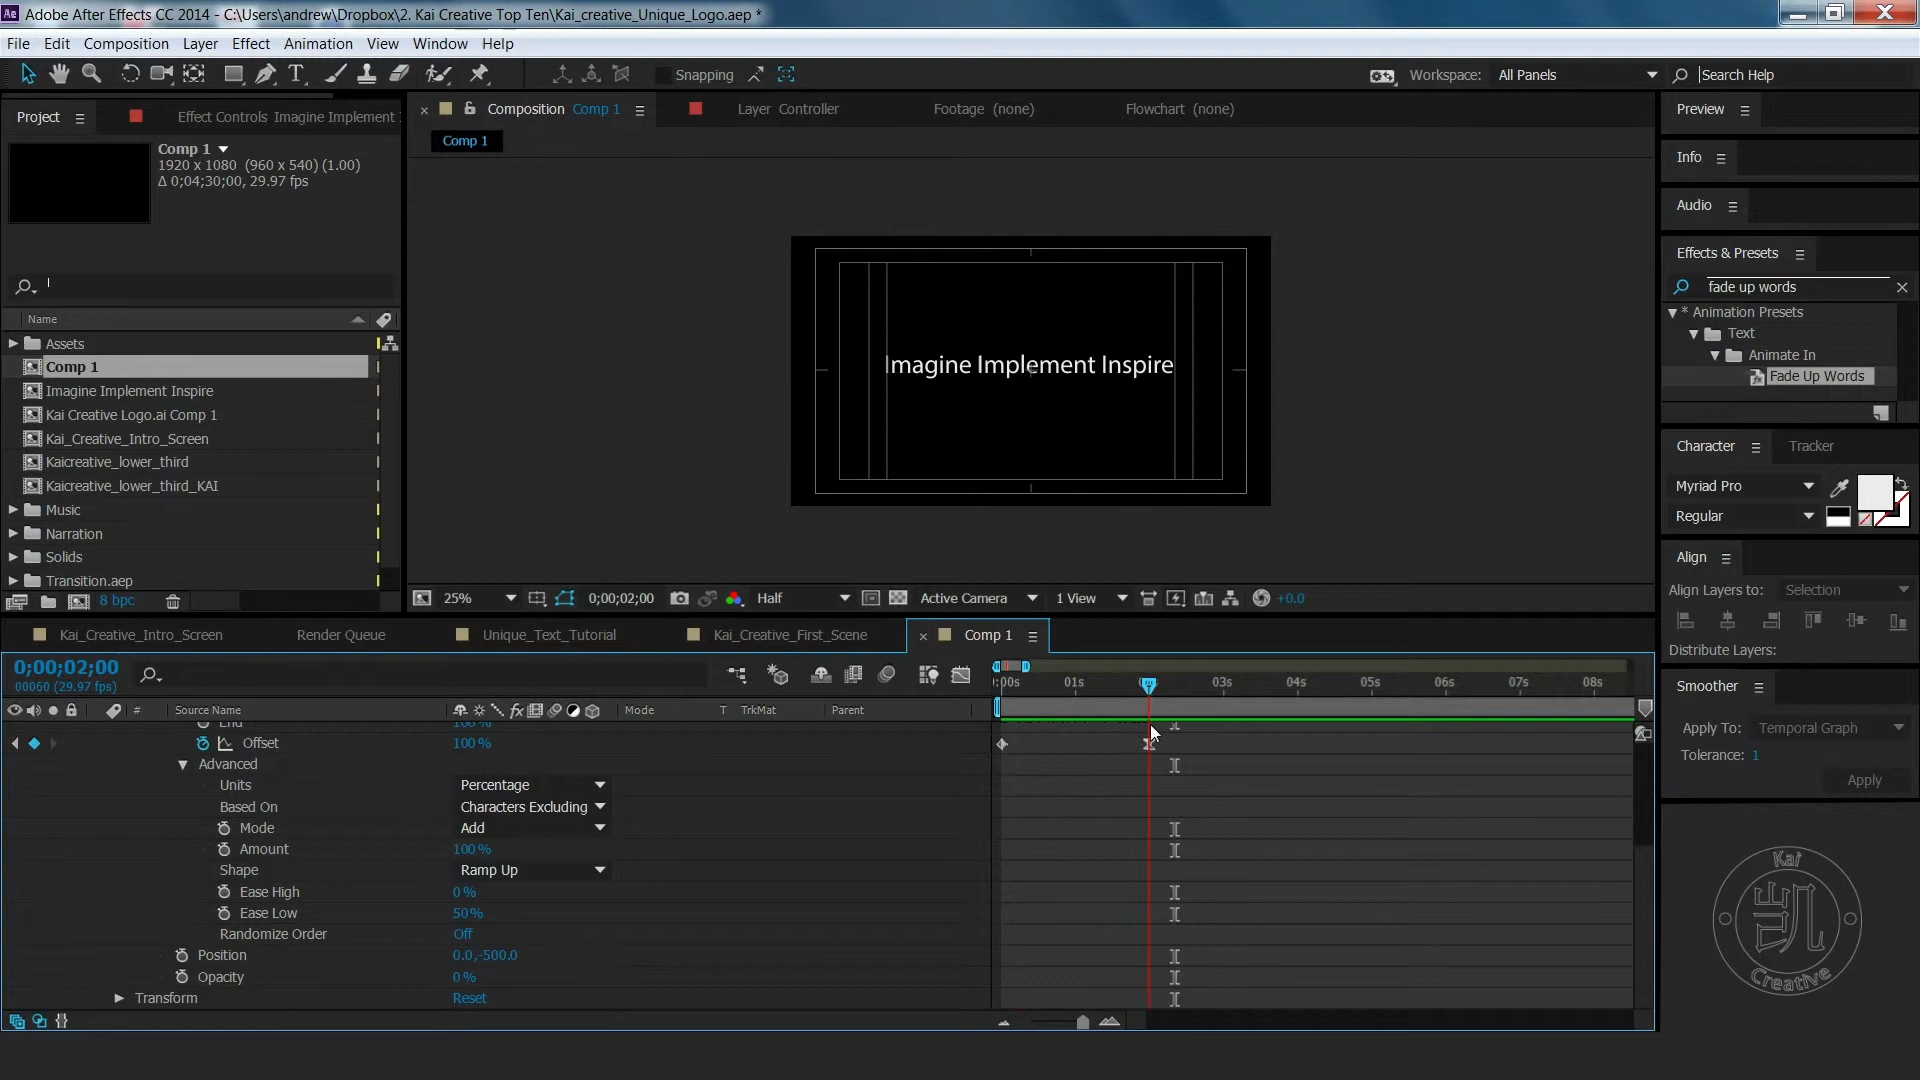 Ae Adobe After Effects CC 2014 - C:\Users\andrew\Dropbox\2. Kai Creative Top Ten\Kai_creative_Unique_Logo.aep *
File Edit Composition Layer Effect Animation View Window Help
T Snapping Workspace: All Panels Search Help
Project Effect Controls Imagine Implement I
Composition Comp 1 Layer Controller Footage (none) Flowchart (none)
Comp 1
Comp 1
1920 x 1080 (960 x 540) (1.00)
Δ 0;04;30;00, 29.97 fps
Name
Assets
Comp 1
Imagine Implement Inspire
Kai Creative Logo.ai Comp 1
Kai_Creative_Intro_Screen
Kaicreative_lower_third
Kaicreative_lower_third_KAI
Music
Narration
Solids
Transition.aep
8 bpc
Imagine Implement Inspire
25% 0;00;02;00 Half Active Camera 1 View +0.0
Preview
Info
Audio
Effects & Presets
fade up words
* Animation Presets
Text
Animate In
Fade Up Words
Character Tracker
Myriad Pro
Regular
Align
Align Layers to: Selection
Distribute Layers:
Smoother
Apply To: Temporal Graph
Tolerance: 1
Apply
Kai_Creative_Intro_Screen Render Queue Unique_Text_Tutorial Kai_Creative_First_Scene Comp 1
0;00;02;00
00060 (29.97 fps)
:00s 01s 03s 04s 05s 06s 07s 08s
# Source Name fx Mode T TrkMat Parent
End 100%
Offset 100%
Advanced
Units Percentage
Based On Characters Excluding
Mode Add
Amount 100%
Shape Ramp Up
Ease High 0%
Ease Low 50%
Randomize Order Off
Position 0.0,-500.0
Opacity 0%
Transform Reset
Kai
凯
Creative